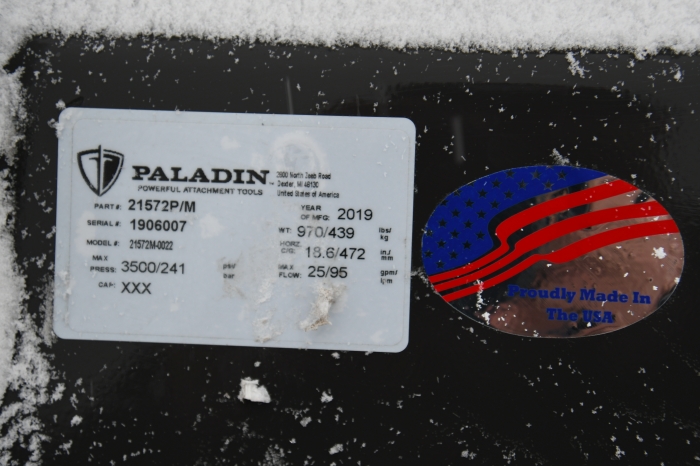 PALADIN
POWERFUL ATTACHMENT TOOLS
2800 North Zeeb Road
Dexter, MI 48130
United States of America
PART #: 21572P/M
SERIAL #: 1906007
MODEL #: 21572M-0022
MAX PRESS: 3500/241 psi/bar
CAP: XXX
YEAR OF MFG: 2019
WT: 970/439 lbs/kg
HORZ. C/G: 18.6/472 in/mm
MAX FLOW: 25/95 gpm/
Proudly Made In
The USA